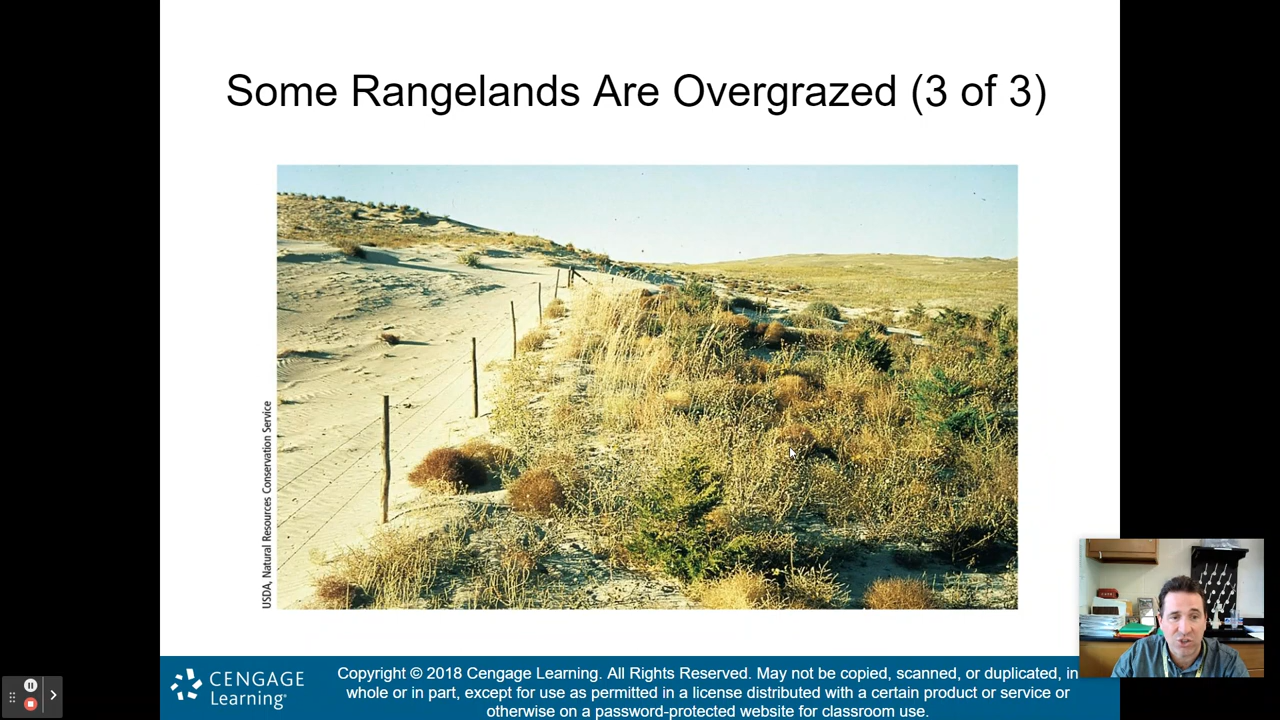 Some Rangelands Are Overgrazed (3 of 3)
USDA, Natural Resources Conservation Service
CENGAGE
Learning®
Copyright © 2018 Cengage Learning. All Rights Reserved. May not be copied, scanned, or duplicated, in
whole or in part, except for use as permitted in a license distributed with a certain product or service or
otherwise on a password-protected website for classroom use.